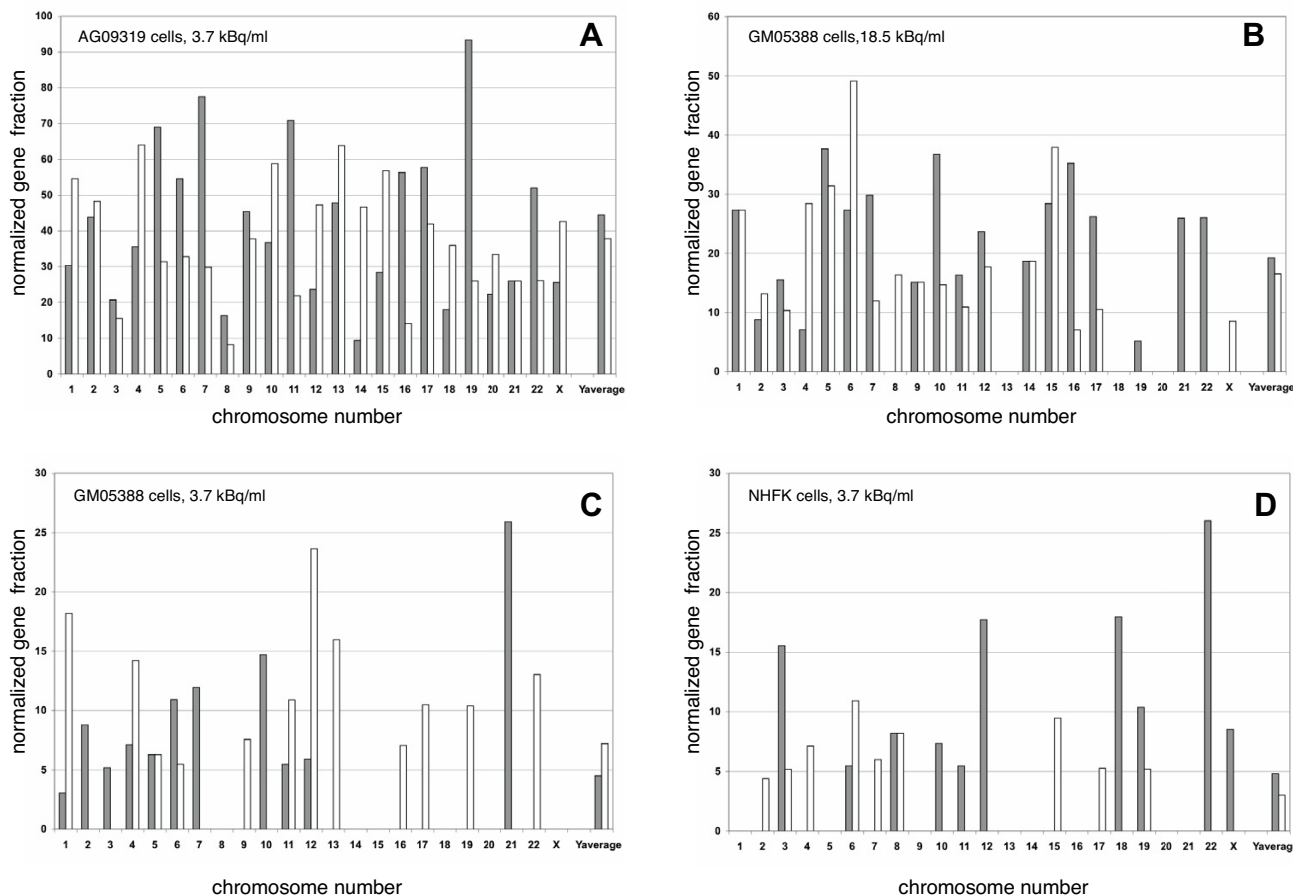 AG09319 cells, 3.7 kBq/ml
A
normalized gene fraction
100
90
80
70
60
50
40
30
20
10
0
1 2 3 4 5 6 7 8 9 10 11 12 13 14 15 16 17 18 19 20 21 22 X Yaverage
chromosome number
GM05388 cells,18.5 kBq/ml
B
normalized gene fraction
60
50
40
30
20
10
0
1 2 3 4 5 6 7 8 9 10 11 12 13 14 15 16 17 18 19 20 21 22 X Yaverage
chromosome number
GM05388 cells, 3.7 kBq/ml
C
normalized gene fraction
30
25
20
15
10
5
0
1 2 3 4 5 6 7 8 9 10 11 12 13 14 15 16 17 18 19 20 21 22 X Yaverage
chromosome number
NHFK cells, 3.7 kBq/ml
D
normalized gene fraction
30
25
20
15
10
5
0
1 2 3 4 5 6 7 8 9 10 11 12 13 14 15 16 17 18 19 20 21 22 X Yaverage
chromosome number